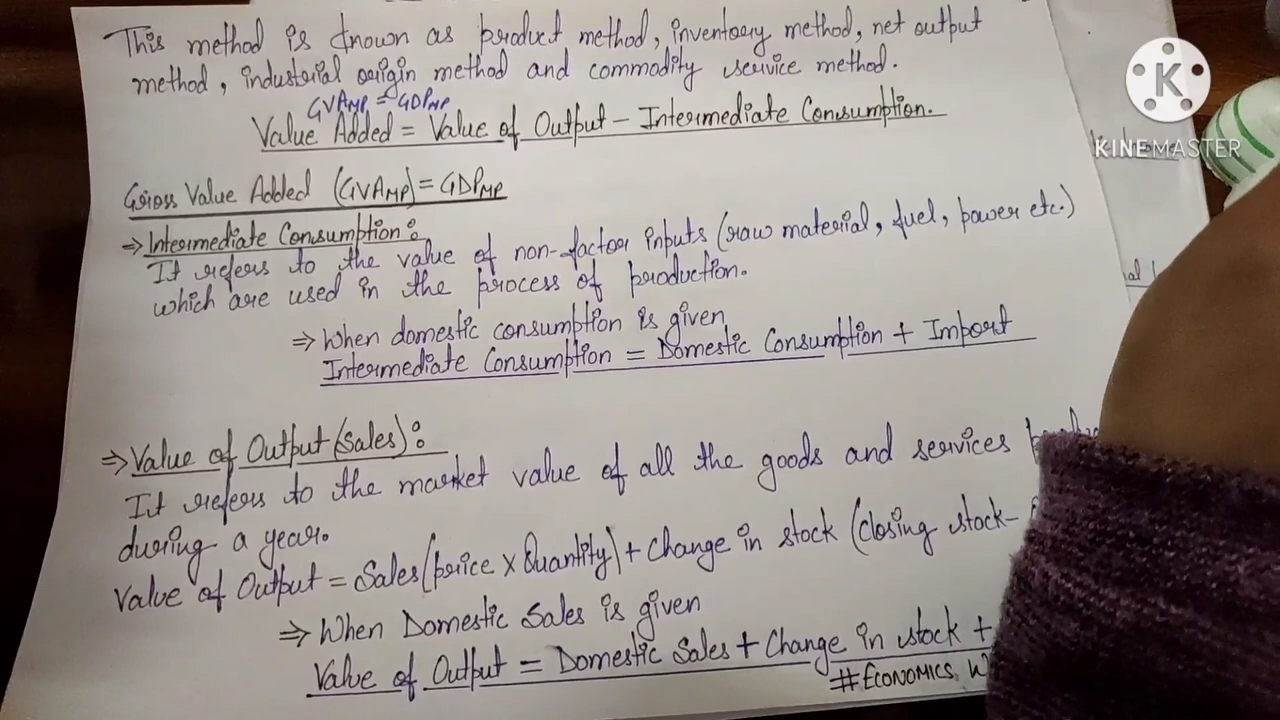 This method is known as product method, inventory method, net output
method, industrial origin method and commodity service method.
GVAMP = GDPMP
Value Added = Value of Output - Intermediate Consumption.
Gross Value Added (GVAMP) = GDPMP
⇒ Intermediate Consumption:
It refers to the value of non-factor inputs (raw material, fuel, power etc.)
which are used in the process of production.
⇒ When domestic consumption is given
Intermediate Consumption = Domestic Consumption + Import
⇒ Value of Output (Sales):
It refers to the market value of all the goods and services
during a year.
Value of Output = Sales (price × Quantity) + Change in stock (closing stock-
⇒ When Domestic Sales is given
Value of Output = Domestic Sales + Change in stock +
#ECONOMICS
K
KINEMASTER